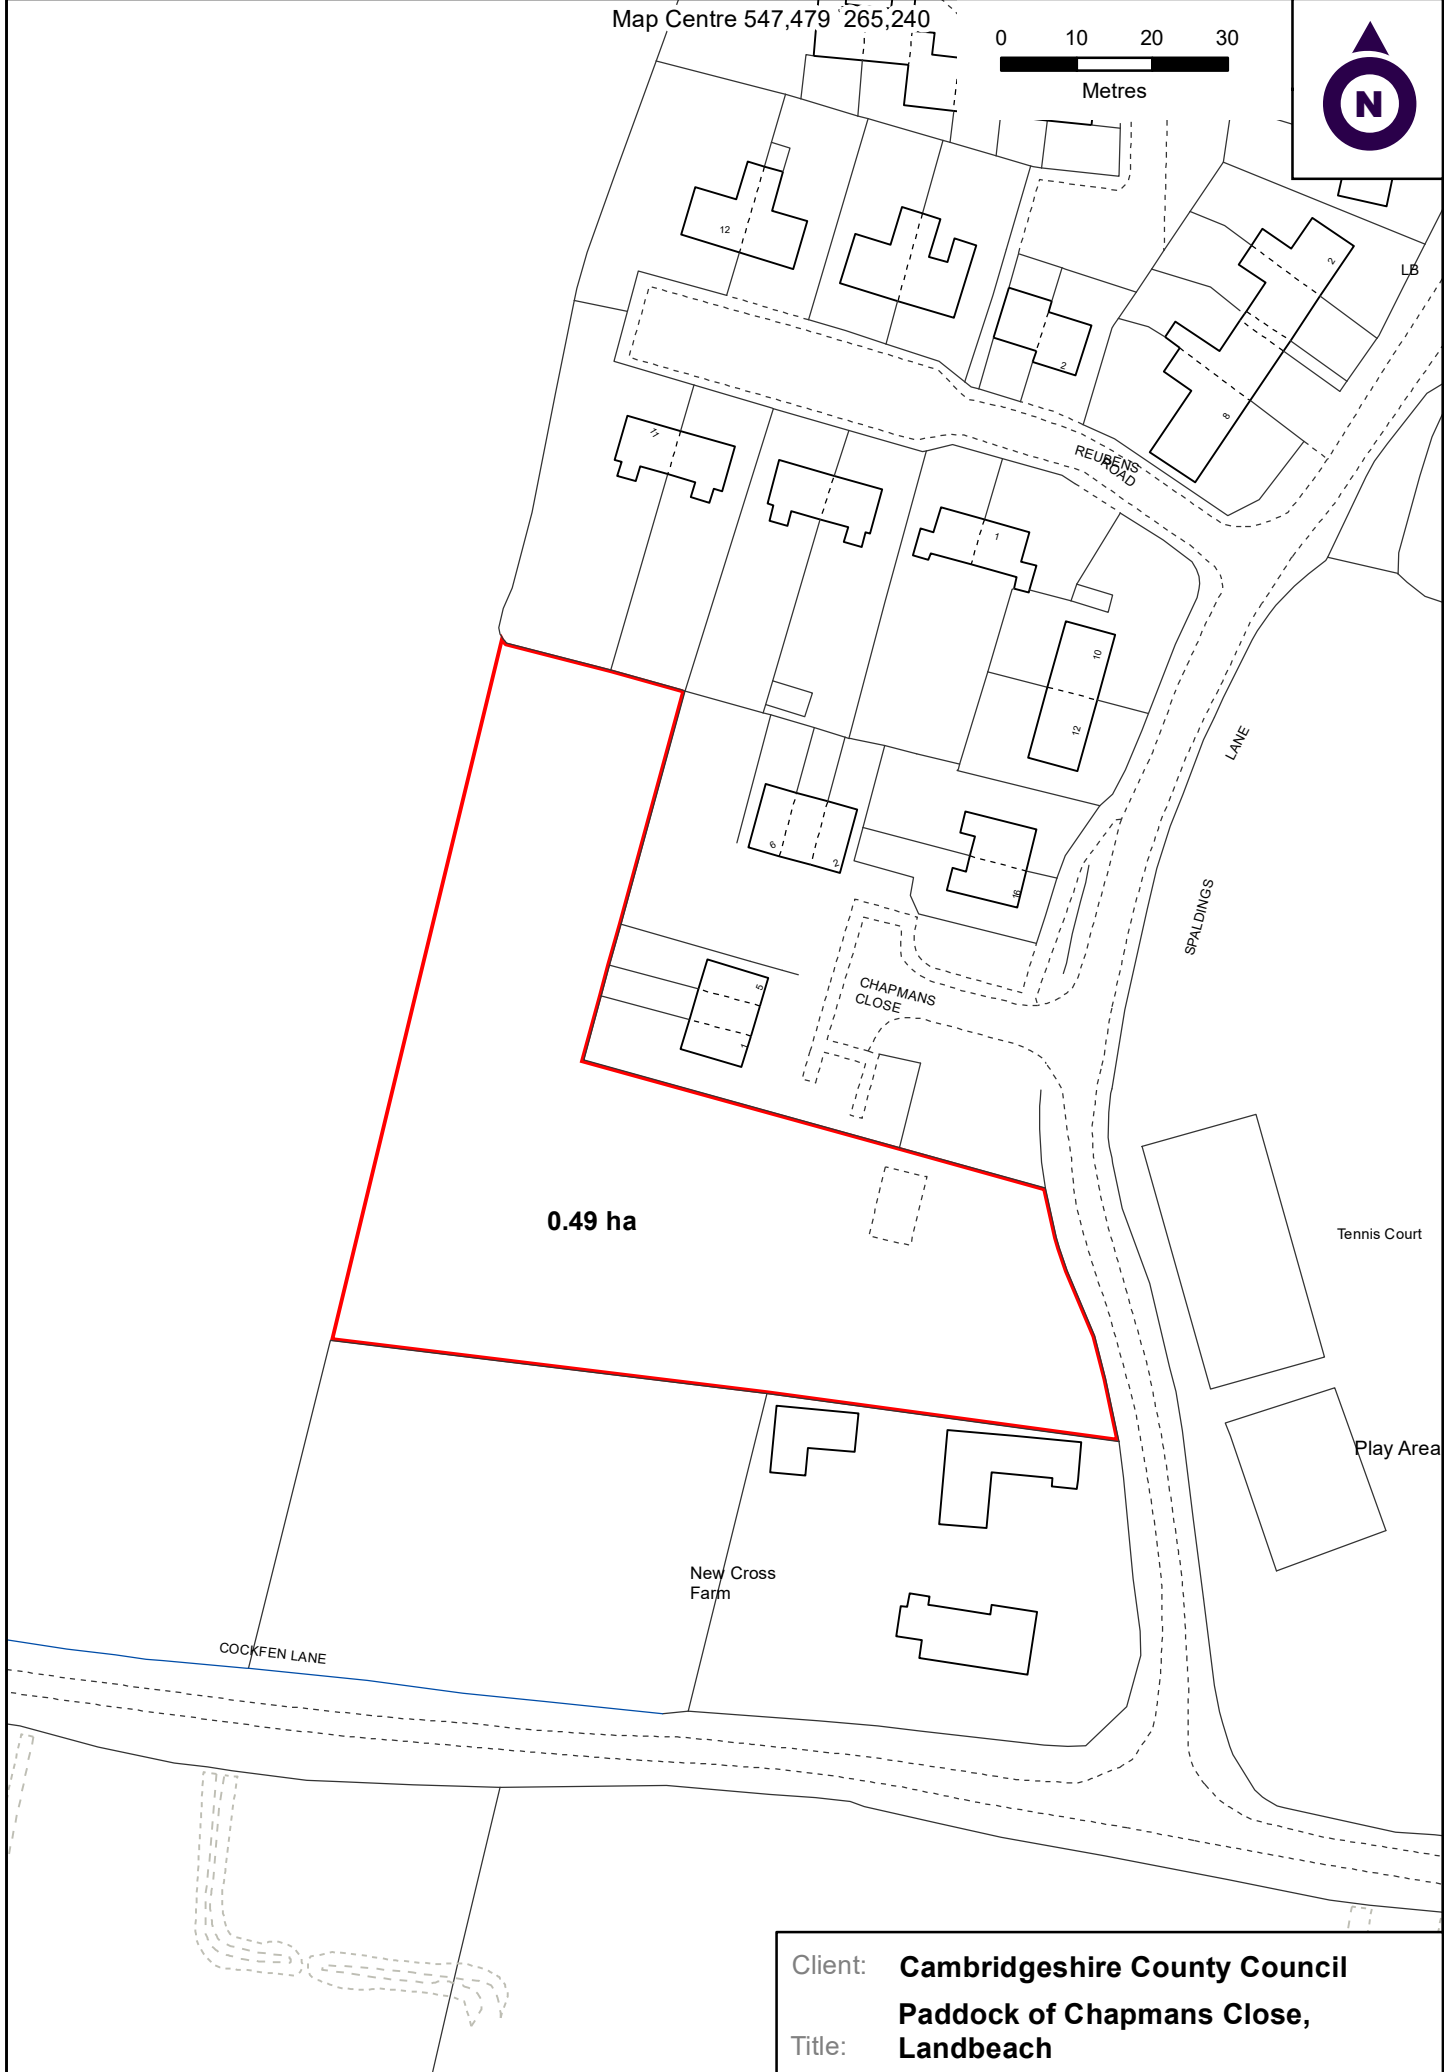 Map Centre 547,479 265,240
0 10 20 30
Metres
N
12
2
LB
2
8
11
REUBENS
ROAD
1
10
12
LANE
6
2
16
SPALDINGS
CHAPMANS
CLOSE
5
1
0.49 ha
Tennis Court
Play Area
New Cross
Farm
COCKFEN LANE
Client: Cambridgeshire County Council
Paddock of Chapmans Close,
Title: Landbeach